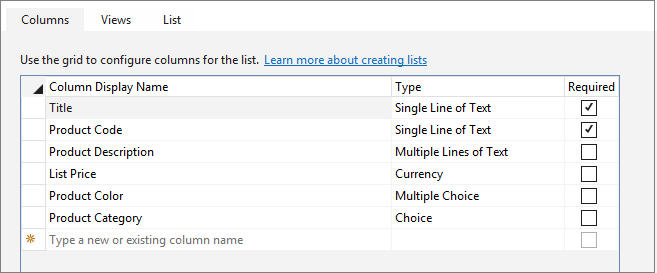 Columns Views List
Use the grid to configure columns for the list. Learn more about creating lists
Column Display Name Type Required
Title Single Line of Text
Product Code Single Line of Text
Product Description Multiple Lines of Text
List Price Currency
Product Color Multiple Choice
Product Category Choice
Type a new or existing column name